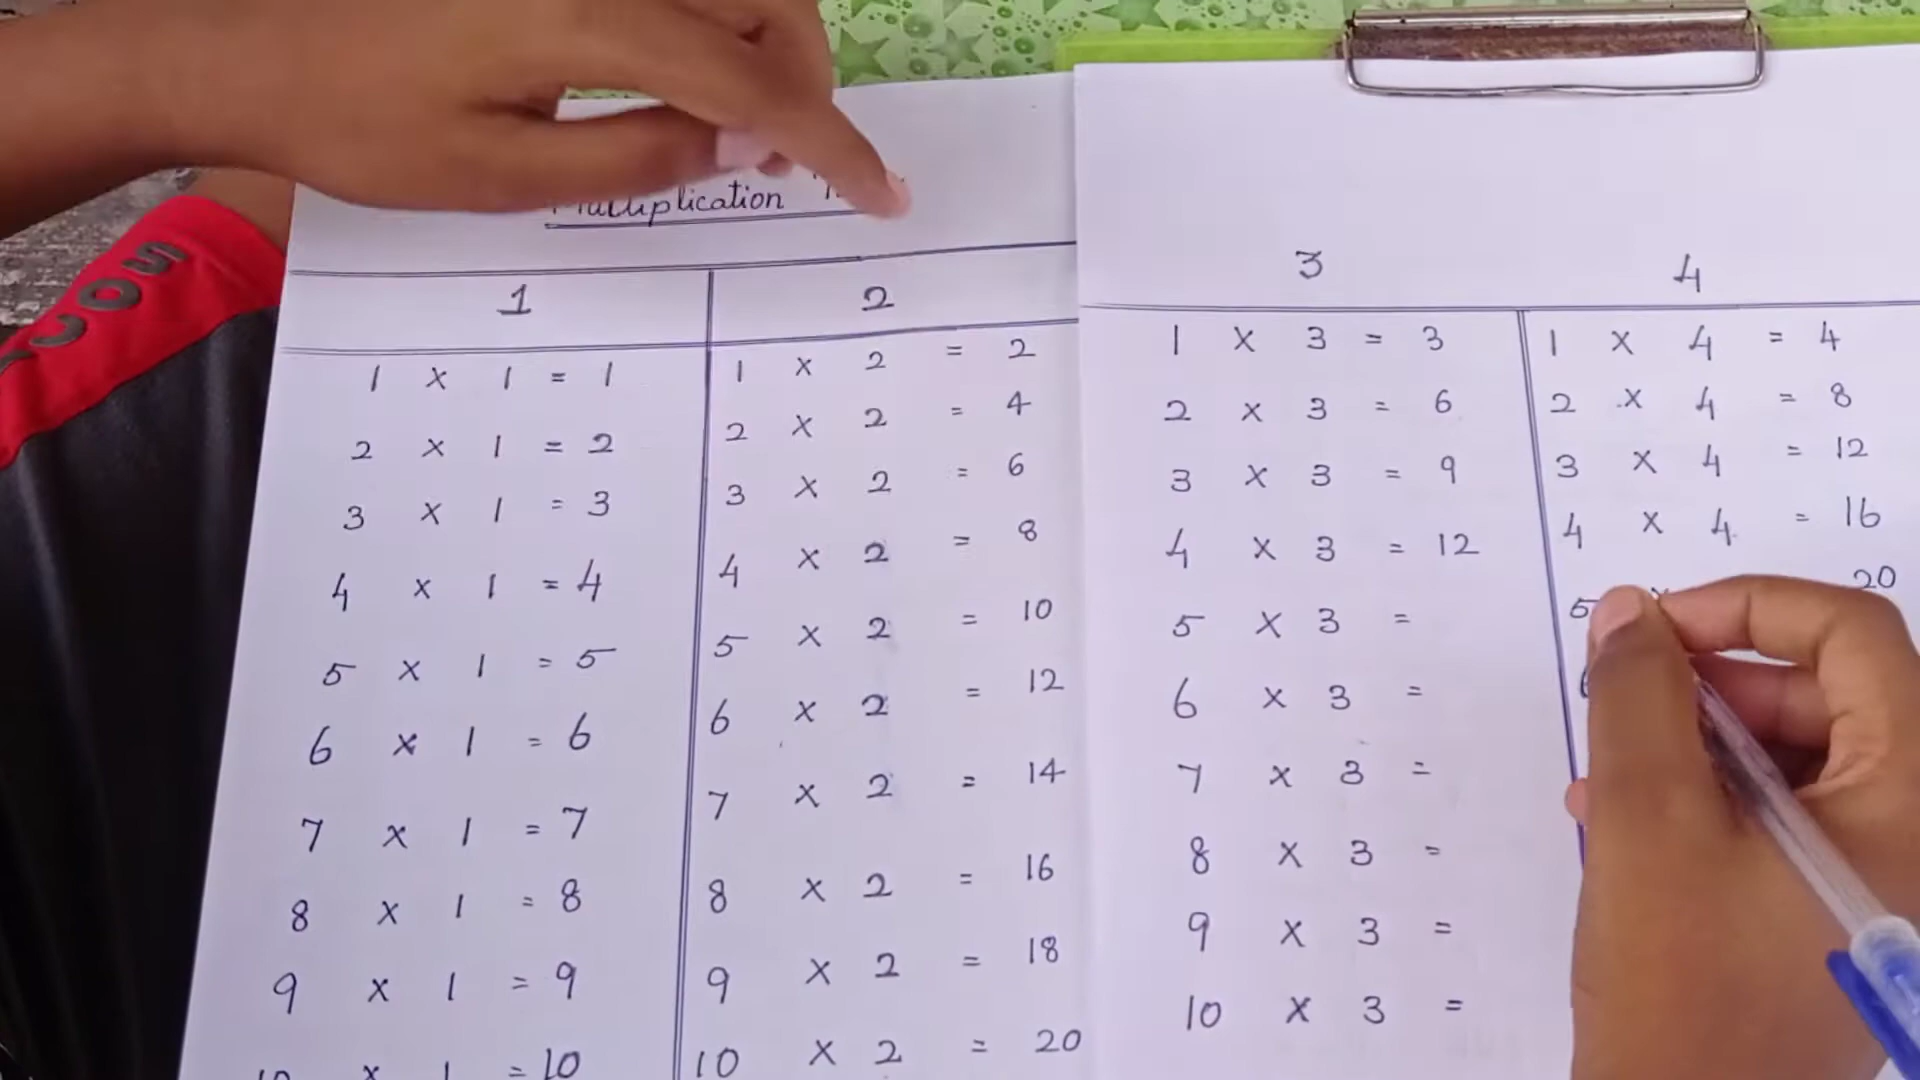 Multiplication
1
1 × 1 = 1
2 × 1 = 2
3 × 1 = 3
4 × 1 = 4
5 × 1 = 5
6 × 1 = 6
7 × 1 = 7
8 × 1 = 8
9 × 1 = 9
× 1 = 10
2
1 × 2 = 2
2 × 2 = 4
3 × 2 = 6
4 × 2 = 8
5 × 2 = 10
6 × 2 = 12
7 × 2 = 14
8 × 2 = 16
9 × 2 = 18
10 × 2 = 20
3
1 × 3 = 3
2 × 3 = 6
3 × 3 = 9
4 × 3 = 12
5 × 3 =
6 × 3 =
7 × 3 =
8 × 3 =
9 × 3 =
10 × 3 =
4
1 × 4 = 4
2 × 4 = 8
3 × 4 = 12
4 × 4 = 16
5 20